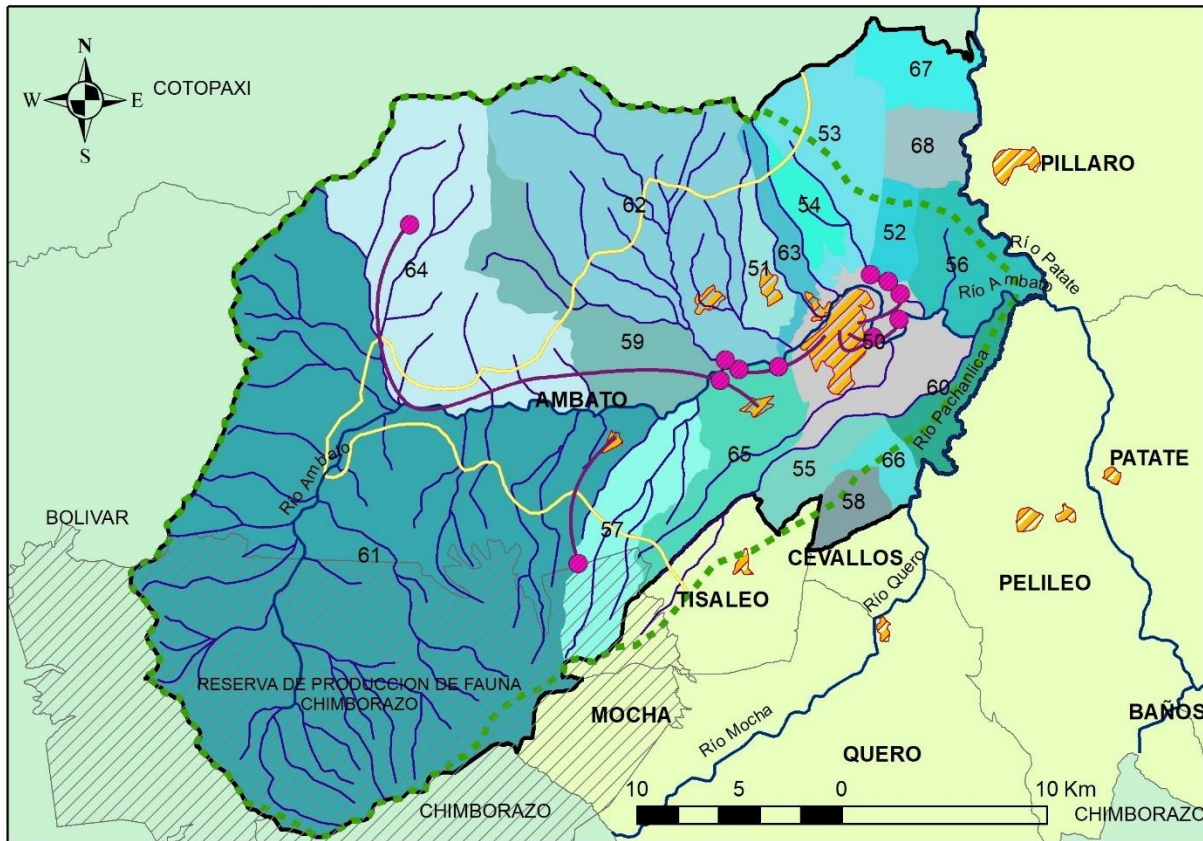 N
W
E
S
COTOPAXI
67
53
68
PILLARO
54
62
52
Río Patate
63
51
56
64
Río Ambato
59
50
60
AMBATO
Río Pachanlica
65
PATATE
Río Ambato
55
66
58
BOLIVAR
57
CEVALLOS
61
Río Quero
TISALEO
PELILEO
RESERVA DE PRODUCCION DE FAUNA
CHIMBORAZO
MOCHA
BAÑOS
Río Mocha
QUERO
10 5 0 10 Km
CHIMBORAZO
CHIMBORAZO